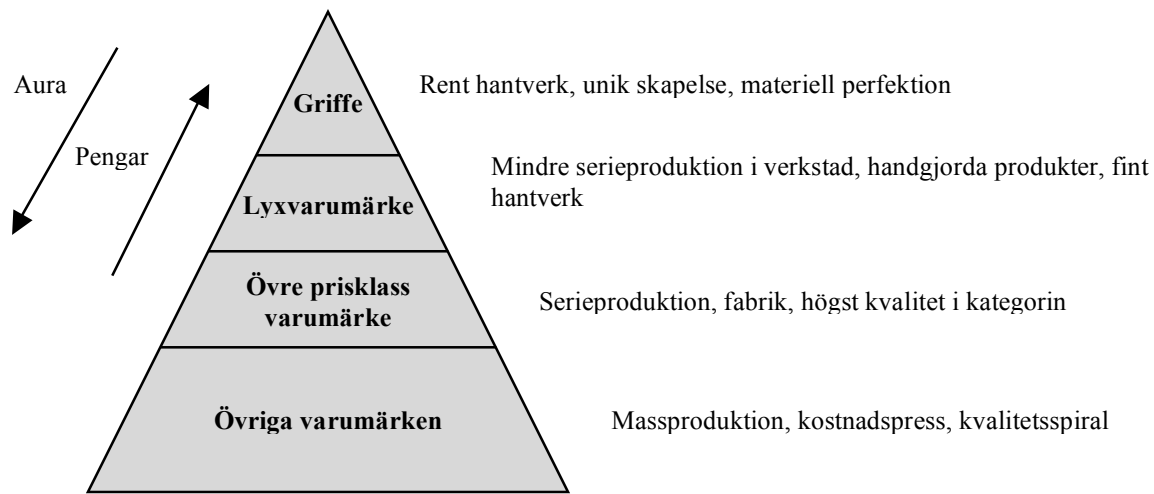 Aura
Pengar
Griffe
Rent hantverk, unik skapelse, materiell perfektion
Lyxvarumärke
Mindre serieproduktion i verkstad, handgjorda produkter, fint
hantverk
Övre prisklass
varumärke
Serieproduktion, fabrik, högst kvalitet i kategorin
Övriga varumärken
Massproduktion, kostnadspress, kvalitetsspiral